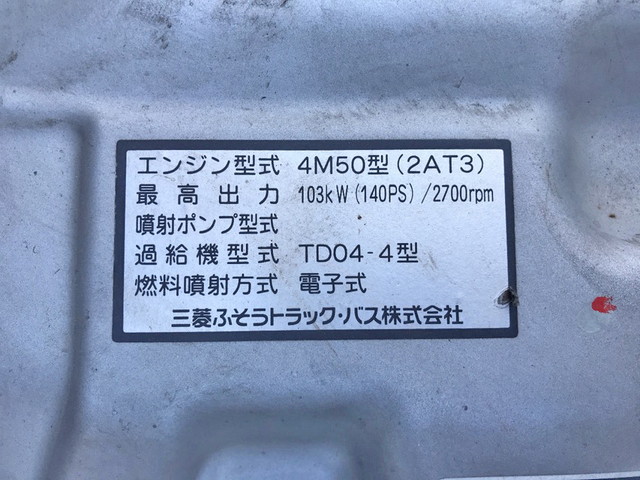 エンジン型式 4M50型(2AT3)
最高出力 103kW(140PS)/2700rpm
噴射ポンプ型式
過給機型式 TD04-4型
燃料噴射方式 電子式
三菱ふそうトラック・バス株式会社